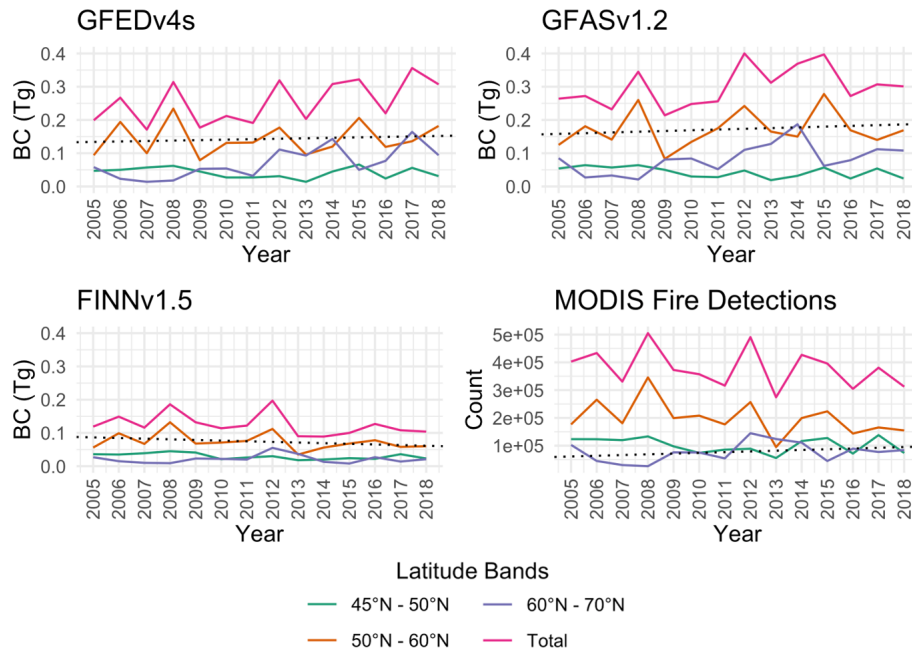 GFEDv4s
GFASv1.2
BC (Tg)
0.4
0.3
0.2
0.1
0.0
2005 2006 2007 2008 2009 2010 2011 2012 2013 2014 2015 2016 2017 2018
Year
BC (Tg)
0.4
0.3
0.2
0.1
0.0
2005 2006 2007 2008 2009 2010 2011 2012 2013 2014 2015 2016 2017 2018
Year
FINNv1.5
MODIS Fire Detections
BC (Tg)
0.4
0.3
0.2
0.1
0.0
2005 2006 2007 2008 2009 2010 2011 2012 2013 2014 2015 2016 2017 2018
Year
Count
5e+05
4e+05
3e+05
2e+05
1e+05
2005 2006 2007 2008 2009 2010 2011 2012 2013 2014 2015 2016 2017 2018
Year
Latitude Bands
45°N - 50°N
60°N - 70°N
50°N - 60°N
Total